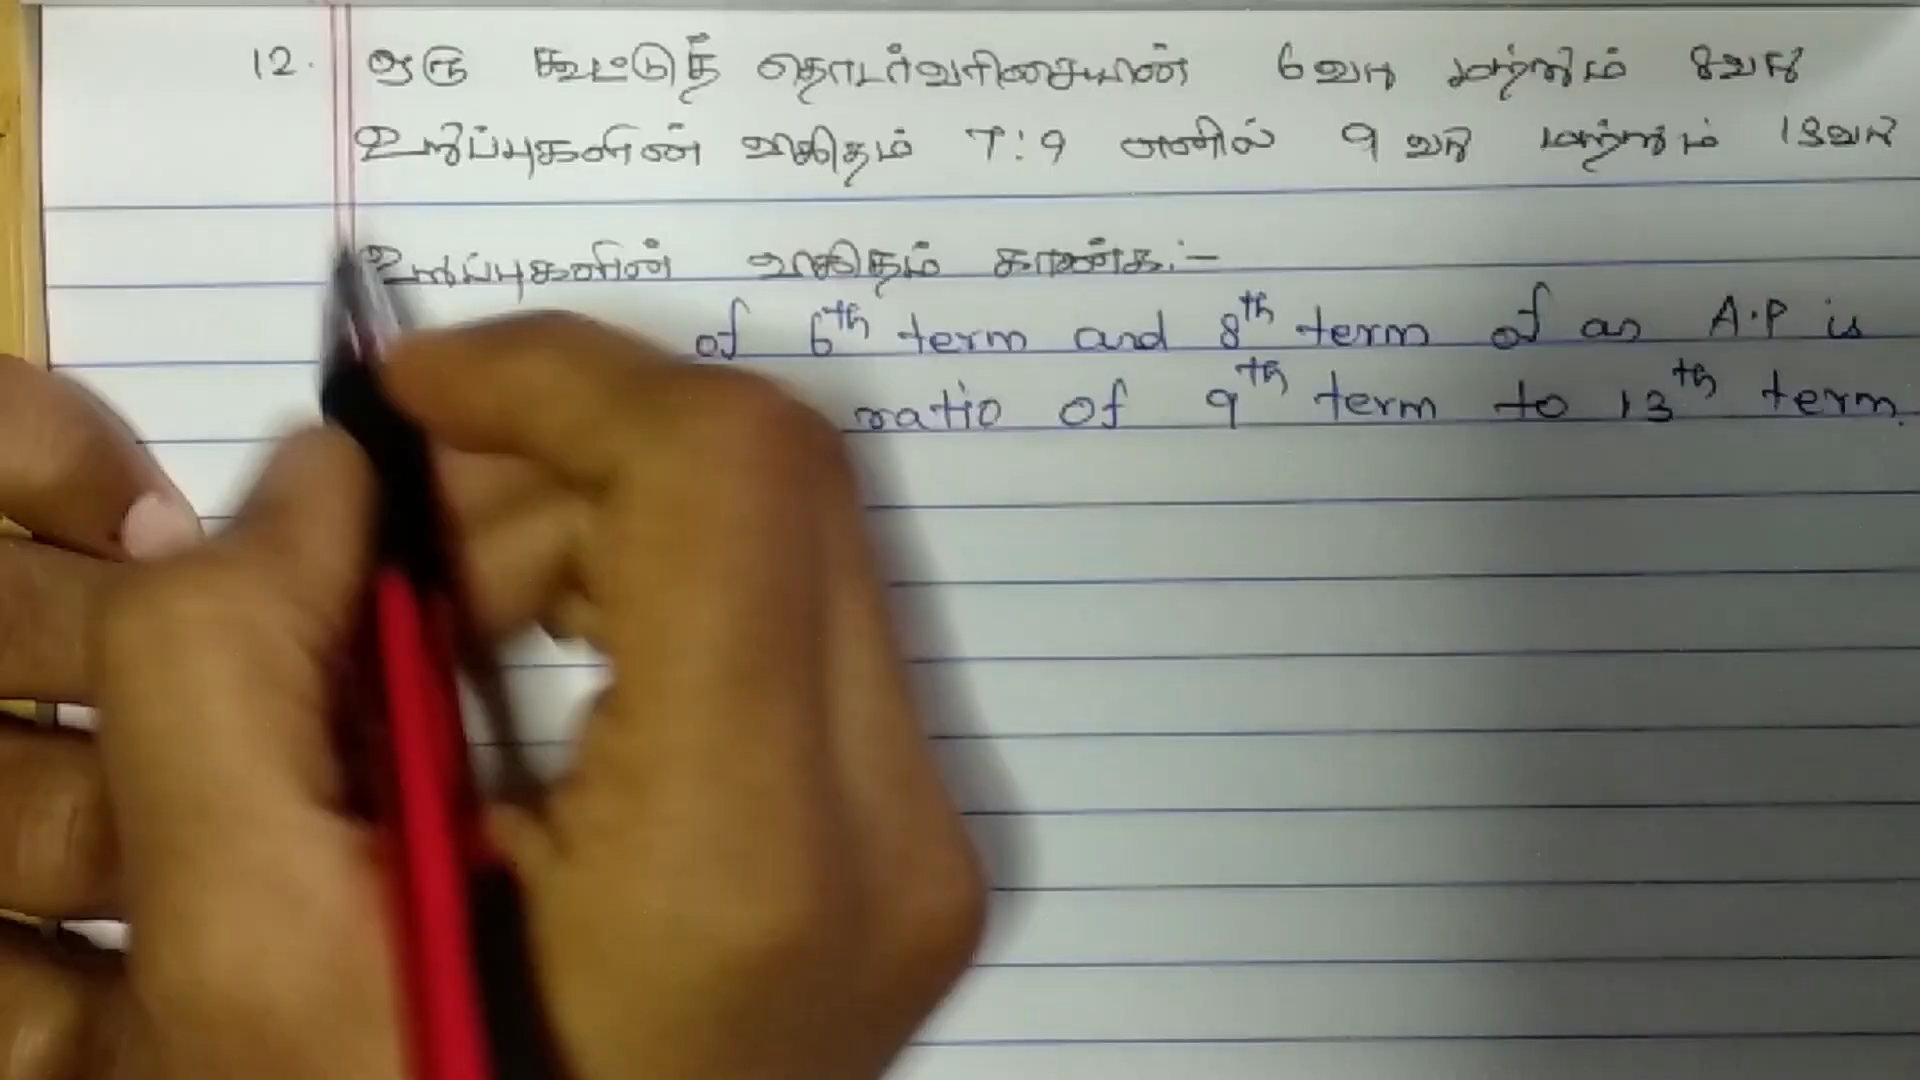 12. ஒரு கூட்டுத் தொடர்வரிசையின் 6வது மற்றும் 8வது
உறுப்புகளின் விகிதம் 7:9 எனில் 9 வது மற்றும் 13வது
உறுப்புகளின் விகிதம் காண்க:-
of 6th term and 8th term of an A.P is
ratio of 9th term to 13th term.